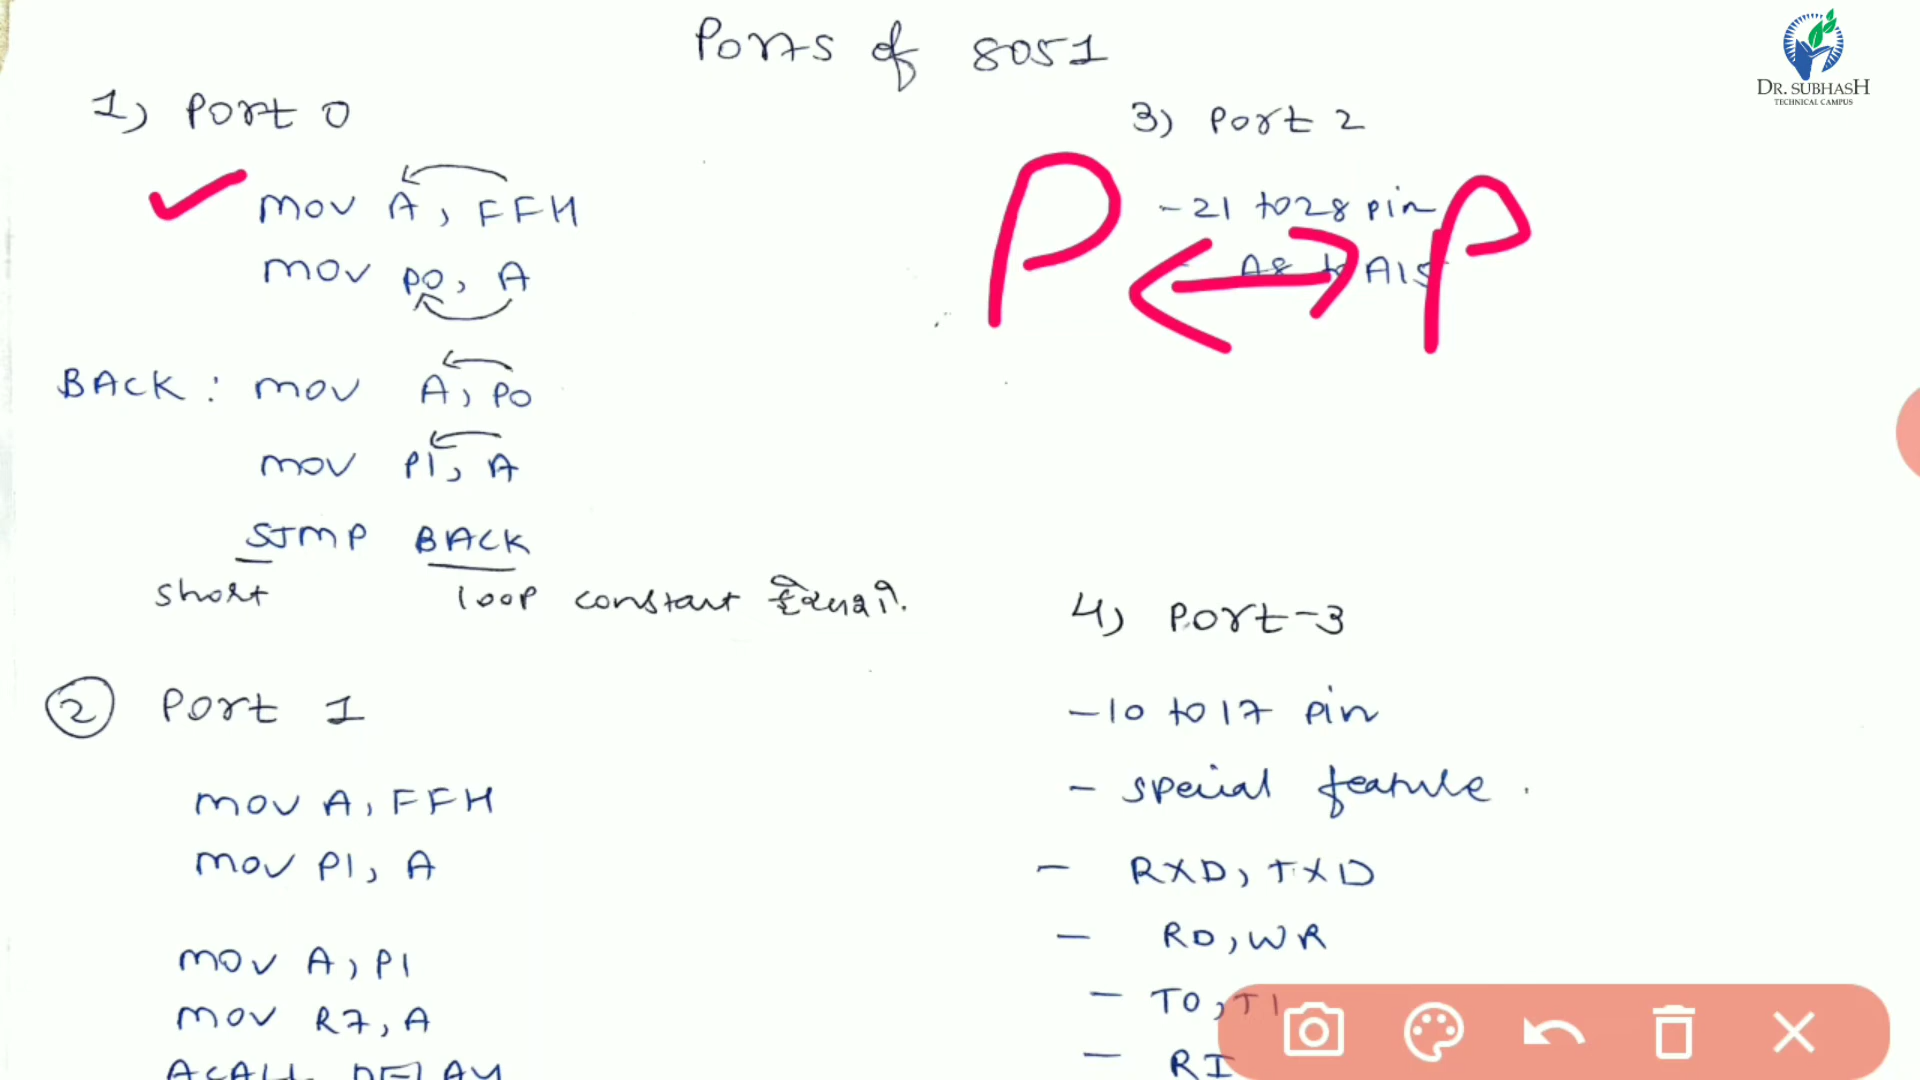 Ports of 8051
DR. SUBHASH
TECHNICAL CAMPUS
1) Port 0
mov A, FFH
mov P0, A
BACK : mov A, P0
mov P1, A
SJMP BACK
short loop constant
2 Port 1
mov A, FFH
mov P1, A
mov A, P1
mov R7, A
ACALL DELAY
3) Port 2
- 21 to 28 pin
- A8 to A15
P P
4) Port-3
- 10 to 17 pin
- special feature .
- RXD, TXD
- RD, WR
- T0, T1